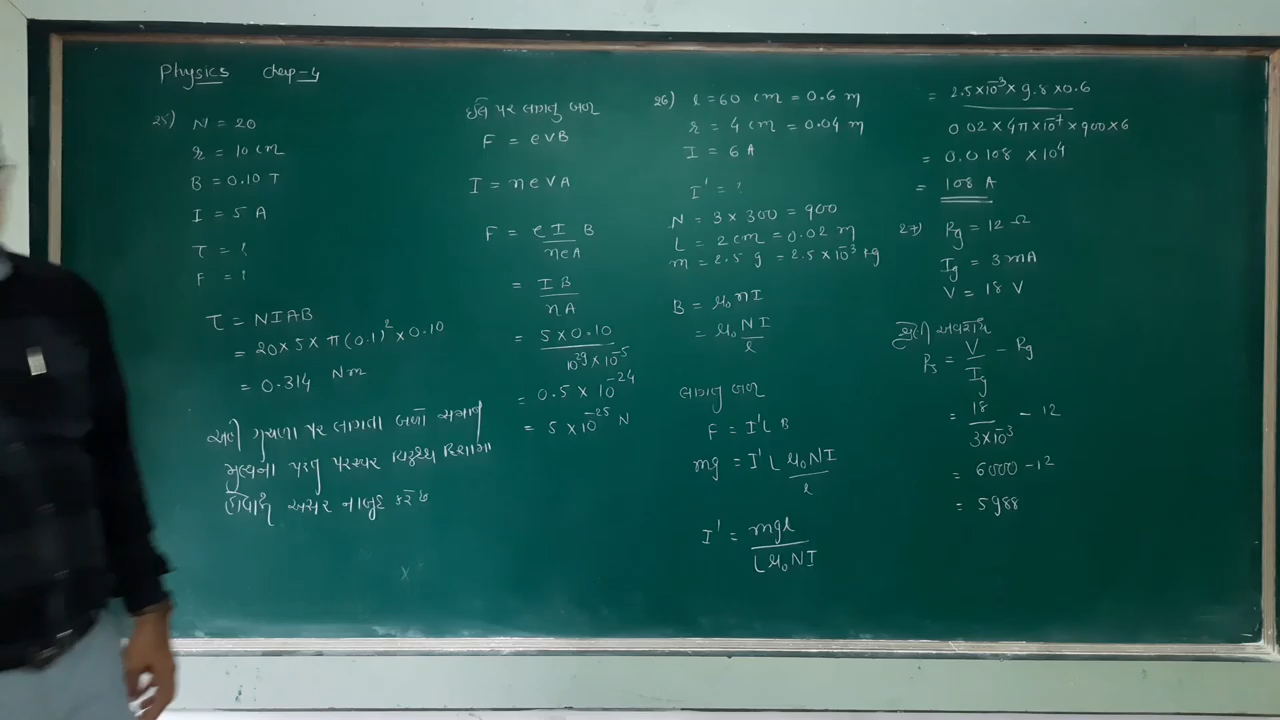 Physics Chap-4
25) N = 20
r = 10 cm
B = 0.10 T
I = 5 A
τ = ?
F = ?
τ = NIAB
= 20 × 5 × π(0.1)² × 0.10
= 0.314 Nm
પર લાગતા બળો સમાન
મૂલ્યના પરંતુ પરસ્પર વિરુદ્ધ દિશામાં
હોવાથી અસર નાબૂદ કરે છે
ઈલે પર લાગતું બળ
F = evB
I = neVA
F = e I/neA B
= IB/nA
= 5 × 0.10/10²⁹ × 10⁻⁵
= 0.5 × 10⁻²⁴
= 5 × 10⁻²⁵ N
26) l = 60 cm = 0.6 m
r = 4 cm = 0.04 m
I = 6 A
I' = ?
N = 3 × 300 = 900
L = 2 cm = 0.02 m
m = 2.5 g = 2.5 × 10⁻³ kg
B = μ₀nI
= μ₀NI/l
લાગતું બળ
F = I'LB
mg = I'L μ₀NI/l
I' = mgl/Lμ₀NI
= 2.5×10⁻³ × 9.8 × 0.6/0.02 × 4π×10⁻⁷ × 900 × 6
= 0.0108 × 10⁴
= 108 A
27) Rg = 12 Ω
Ig = 3 mA
V = 18 V
શ્રેણી અવરોધ
Rs = V/Ig - Rg
= 18/3×10⁻³ - 12
= 6000 - 12
= 5988